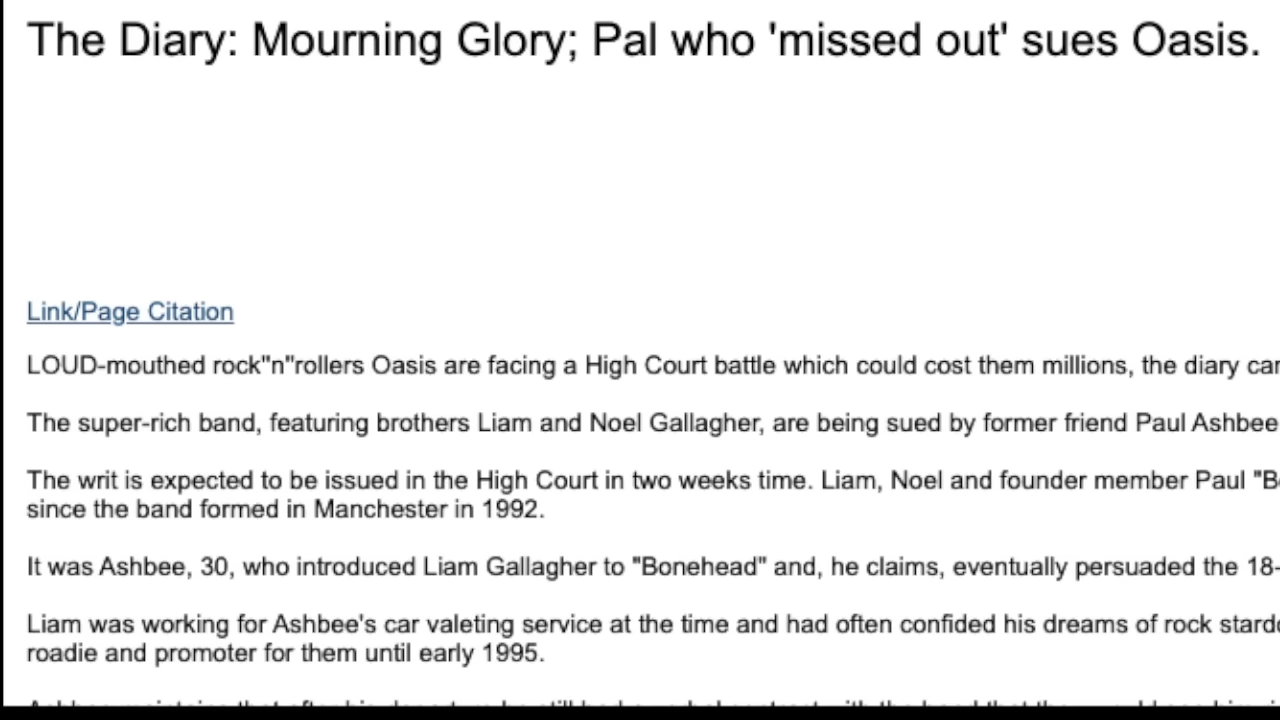 The Diary: Mourning Glory; Pal who 'missed out' sues Oasis.
Link/Page Citation
LOUD-mouthed rock"n"rollers Oasis are facing a High Court battle which could cost them millions, the diary
The super-rich band, featuring brothers Liam and Noel Gallagher, are being sued by former friend Paul Ashbee
The writ is expected to be issued in the High Court in two weeks time. Liam, Noel and founder member Paul
since the band formed in Manchester in 1992.
It was Ashbee, 30, who introduced Liam Gallagher to "Bonehead" and, he claims, eventually persuaded the 18-
Liam was working for Ashbee's car valeting service at the time and had often confided his dreams of rock
roadie and promoter for them until early 1995.